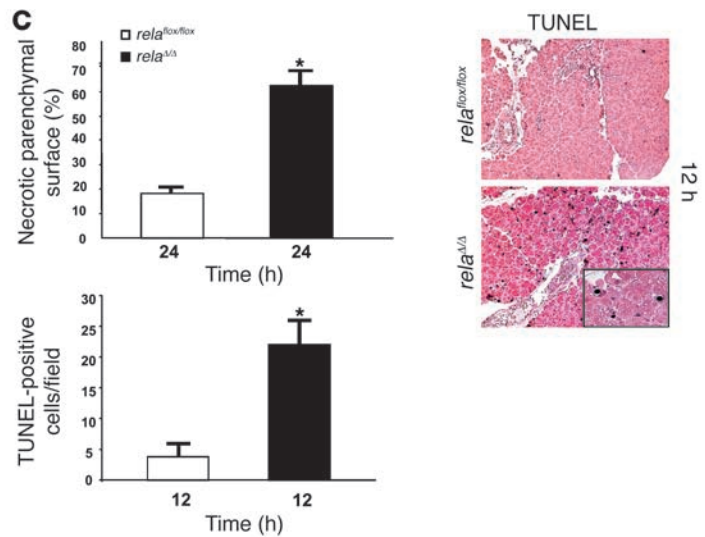 C
rela^flox/flox
rela^Δ/Δ
Necrotic parenchymal
surface (%)
80
70
60
50
40
30
20
10
0
*
24
24
Time (h)
TUNEL-positive
cells/field
30
25
20
15
10
5
0
*
12
12
Time (h)
TUNEL
rela^flox/flox
rela^Δ/Δ
12 h